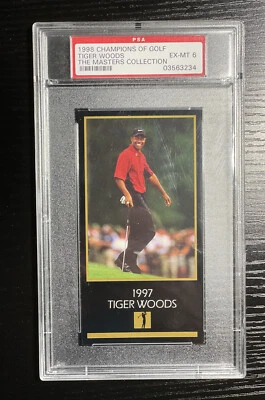 PSA
1998 CHAMPIONS OF GOLF
TIGER WOODS EX-MT 6
THE MASTERS COLLECTION
03563234
1997
TIGER WOODS